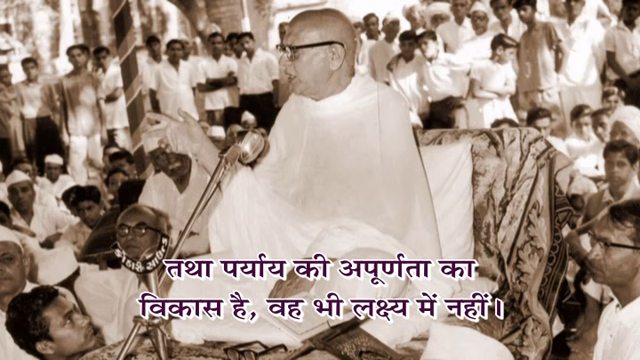 तथा पर्याय की अपूर्णता का
विकास है, वह भी लक्ष्य में नहीं।